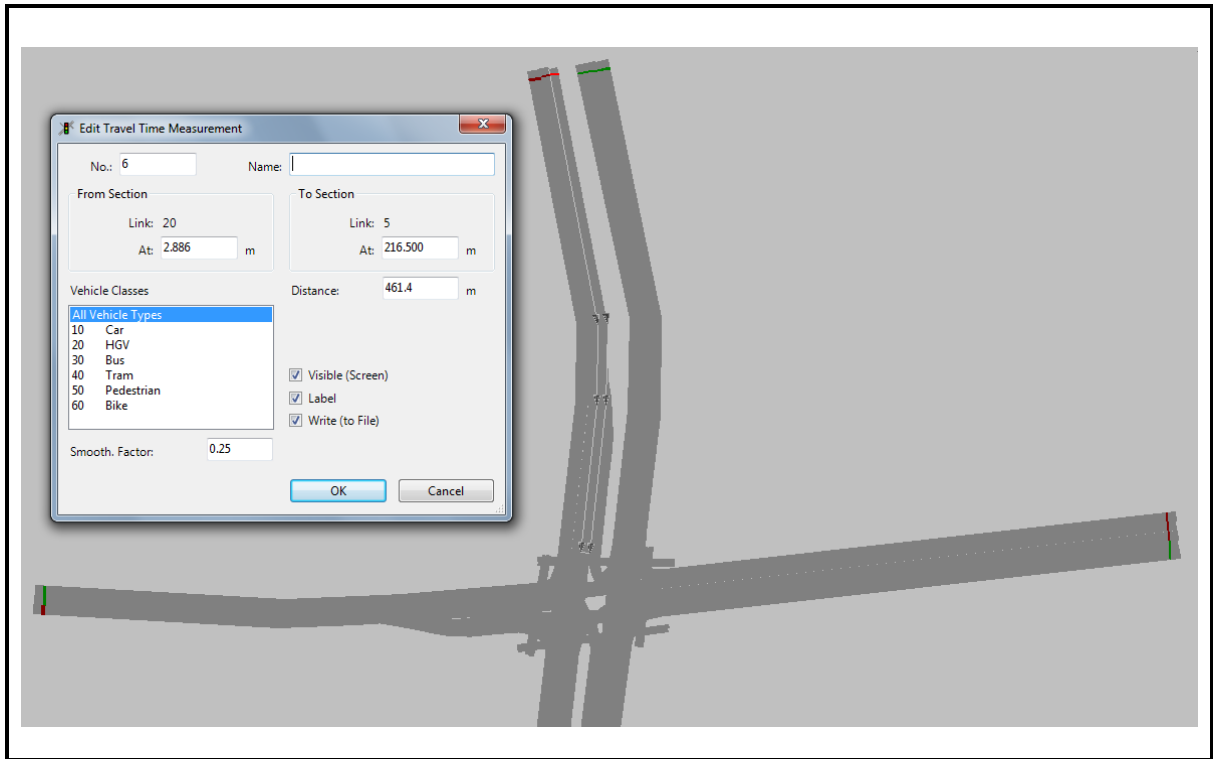 Edit Travel Time Measurement
No.: 6 Name:
From Section To Section
Link: 20 Link: 5
At: 2.886 m At: 216.500 m
Vehicle Classes Distance: 461.4 m
All Vehicle Types
10 Car
20 HGV
30 Bus
40 Tram
50 Pedestrian
60 Bike
Visible (Screen)
Label
Write (to File)
Smooth. Factor: 0.25
OK Cancel